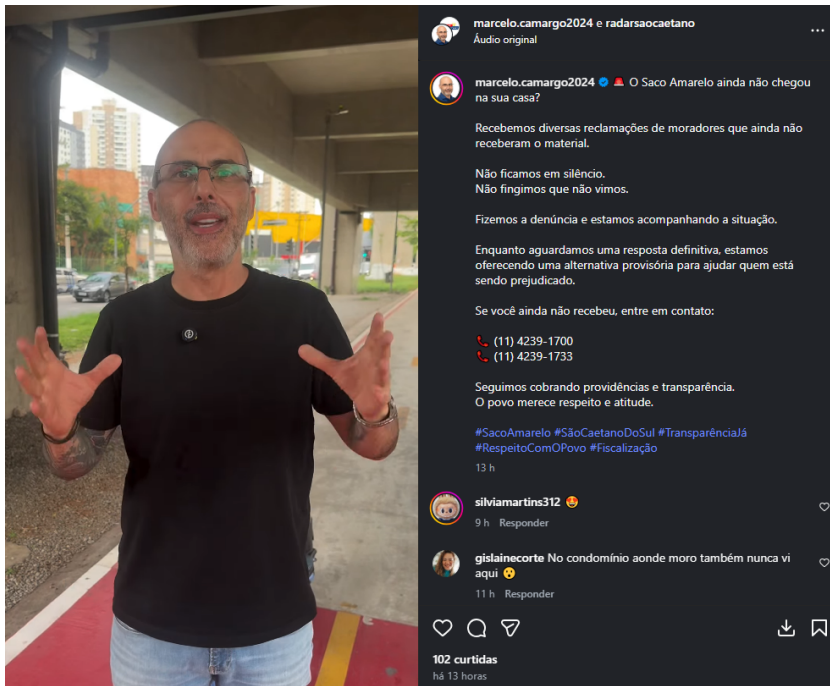 marcelo.camargo2024 e radarsaocaetano
Áudio original
marcelo.camargo2024 🚨 O Saco Amarelo ainda não chegou
na sua casa?
Recebemos diversas reclamações de moradores que ainda não
receberam o material.
Não ficamos em silêncio.
Não fingimos que não vimos.
Fizemos a denúncia e estamos acompanhando a situação.
Enquanto aguardamos uma resposta definitiva, estamos
oferecendo uma alternativa provisória para ajudar quem está
sendo prejudicado.
Se você ainda não recebeu, entre em contato:
📞 (11) 4239-1700
📞 (11) 4239-1733
Seguimos cobrando providências e transparência.
O povo merece respeito e atitude.
#SacoAmarelo #SãoCaetanoDoSul #TransparênciaJá
#RespeitoComOPovo #Fiscalização
13 h
silviamartins312 🤩
9 h Responder
gislainecorte No condomínio aonde moro também nunca vi
aqui 😮
11 h Responder
102 curtidas
há 13 horas